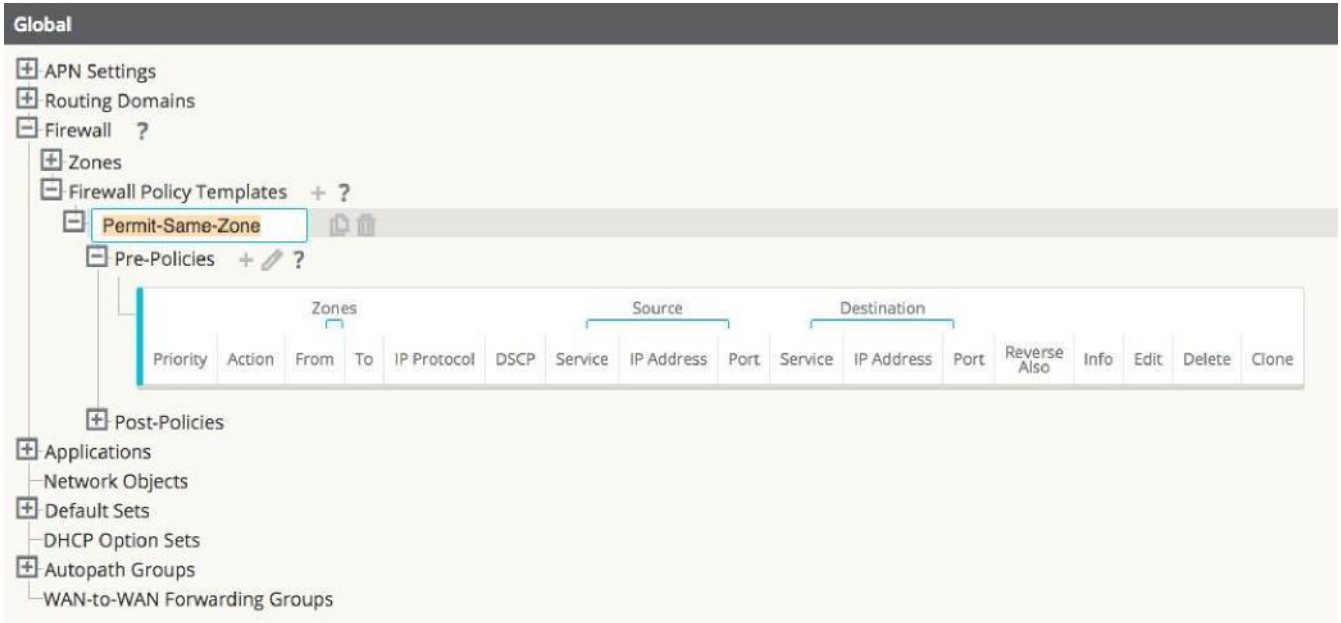 Global
APN Settings
Routing Domains
Firewall ?
Zones
Firewall Policy Templates + ?
Permit-Same-Zone
Pre-Policies + ?
Zones Source Destination
Priority Action From To IP Protocol DSCP Service IP Address Port Service IP Address Port Reverse Also Info Edit Delete Clone
Post-Policies
Applications
Network Objects
Default Sets
DHCP Option Sets
Autopath Groups
WAN-to-WAN Forwarding Groups